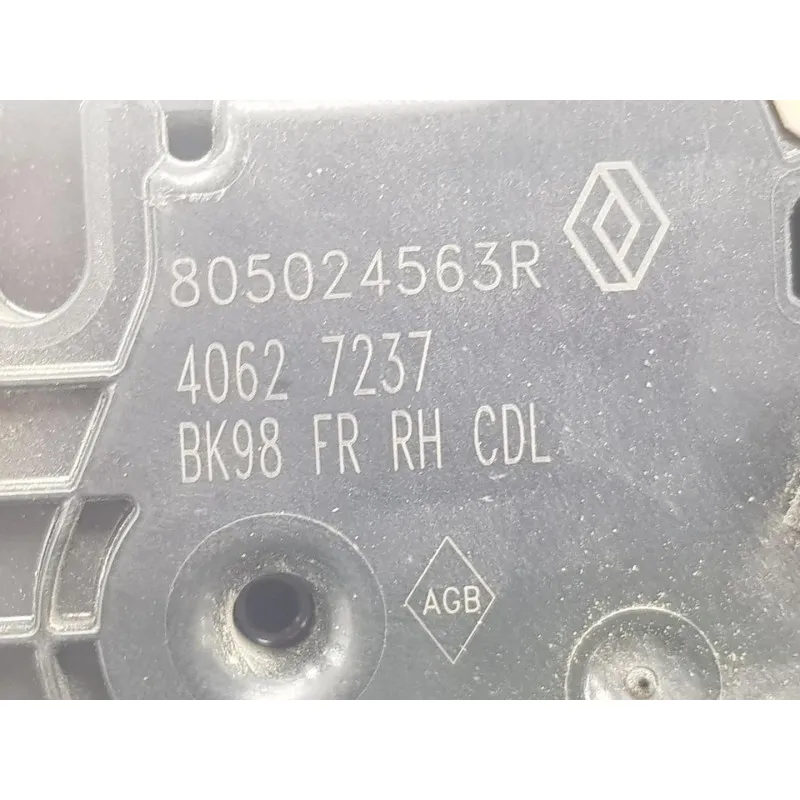 805024563R
4062 7237
BK98 FR RH CDL
AGB